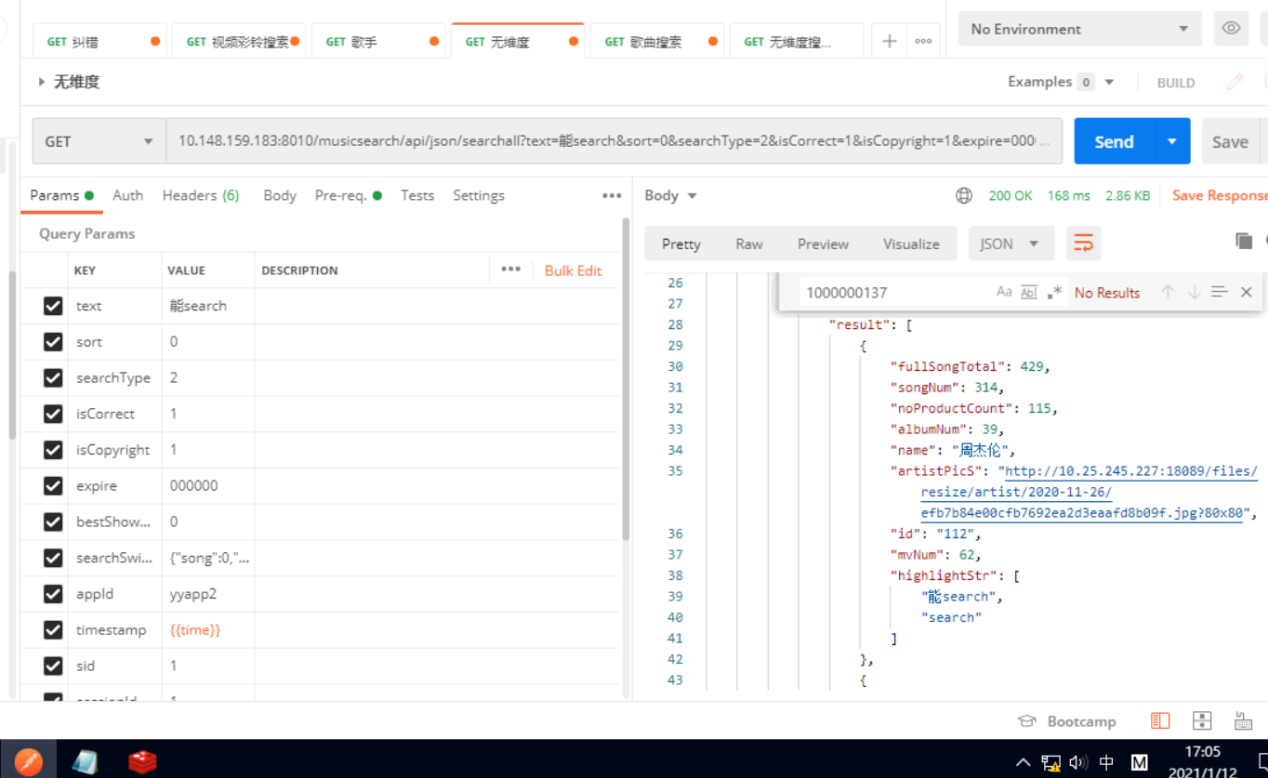 GET 纠错 GET 视频彩铃搜索 GET 歌手 GET 无维度 GET 歌曲搜索 GET 无维度搜... No Environment
无维度 Examples 0 BUILD
GET 10.148.159.183:8010/musicsearch/api/json/searchall?text=能search&sort=0&searchType=2&isCorrect=1&isCopyright=1&expire=000 ... Send Save
Params Auth Headers (6) Body Pre-req. Tests Settings
Body 200 OK 168 ms 2.86 KB Save Response
Query Params
Pretty Raw Preview Visualize JSON
KEY VALUE DESCRIPTION Bulk Edit
text 能search
sort 0
searchType 2
isCorrect 1
isCopyright 1
expire 000000
bestShow... 0
searchSwi... {"song":0,"...
appId yyapp2
timestamp {{time}}
sid 1
1000000137 Aa Abl .* No Results
26
27
28 "result": [
29 {
30 "fullSongTotal": 429,
31 "songNum": 314,
32 "noProductCount": 115,
33 "albumNum": 39,
34 "name": "周杰伦",
35 "artistPicS": "http://10.25.245.227:18089/files/
resize/artist/2020-11-26/
efb7b84e00cfb7692ea2d3eaafd8b09f.jpg?80x80",
36 "id": "112",
37 "mvNum": 62,
38 "highlightStr": [
39 "能search",
40 "search"
41 ]
42 },
43 {
Bootcamp
中 M 17:05
2021/1/12